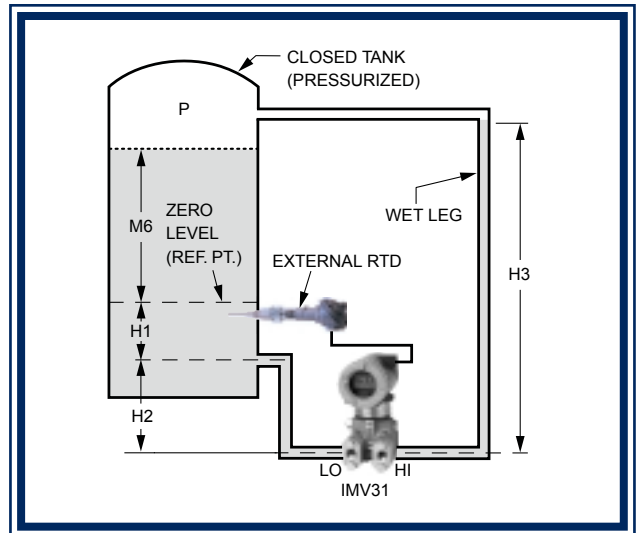 CLOSED TANK
(PRESSURIZED)
P
ZERO
LEVEL
(REF. PT.)
M6
WET LEG
H3
EXTERNAL RTD
H1
H2
LO
HI
IMV31